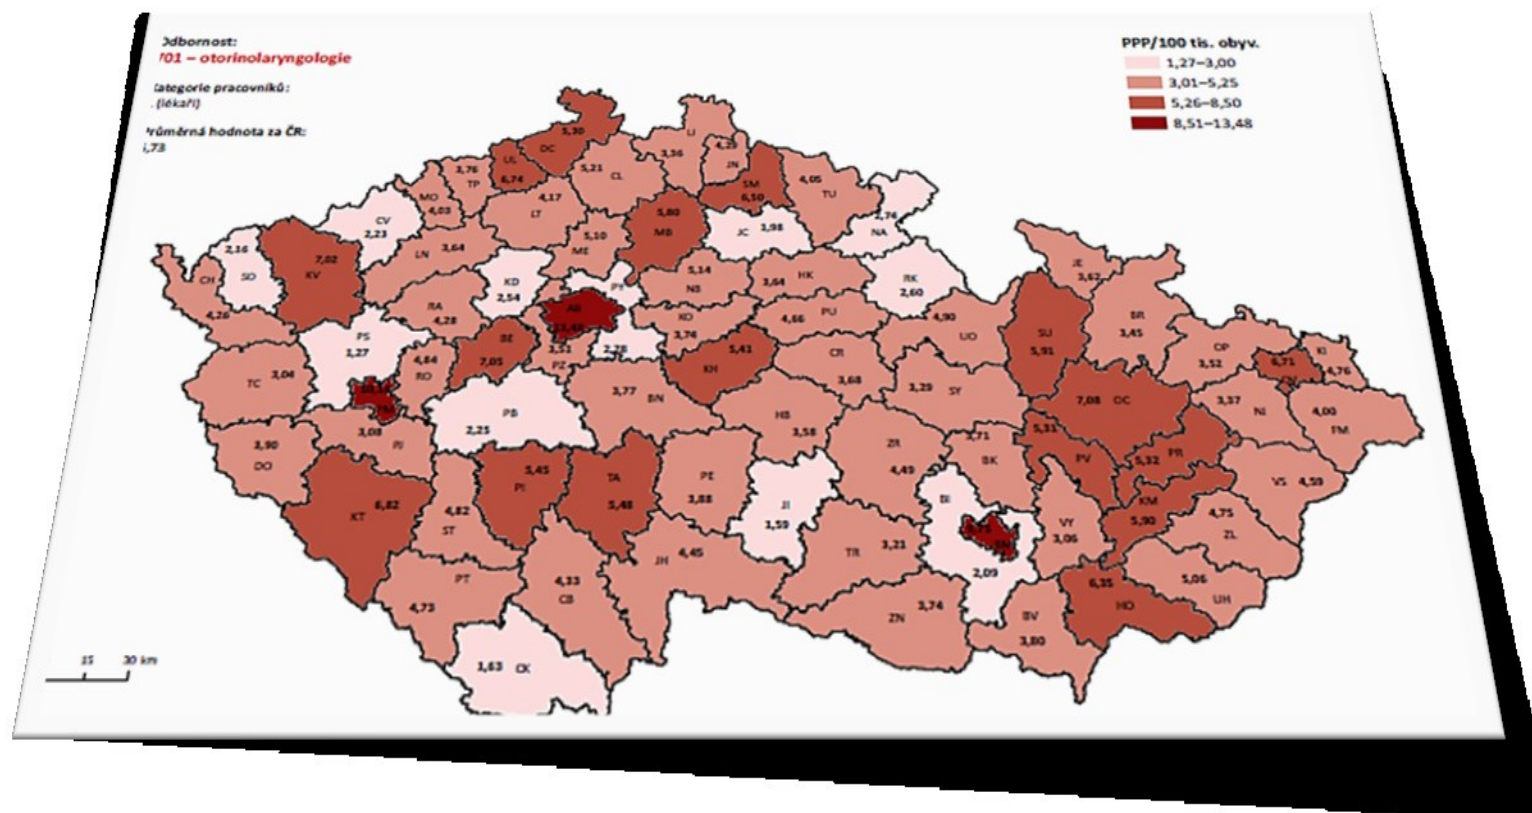 Odbornost:
701 – otorinolaryngologie
Kategorie pracovníků:
(lékaři)
Průměrná hodnota za ČR:
,73
PPP/100 tis. obyv.
1,27–3,00
3,01–5,25
5,26–8,50
8,51–13,48
5,30
DC
LI
UL
6,74
3,76
TP
5,21
CL
3,36
4,29
JN
SM
6,50
4,05
TU
MO
4,03
4,17
LT
CV
2,23
5,80
MB
JC 1,98
2,76
NA
2,16
SO
7,02
KV
LN 3,64
5,10
ME
CH
4,26
RA
4,28
KD
2,54
PY
5,14
NB
3,64 HK
RK
2,60
JE
3,62
AB
KO
3,74
4,66 PU
4,90
UO
SU
5,91
BR
3,45
PS
1,27
BE
7,05
3,51
PZ
2,28
5,41
KH
CR
3,68
OP
3,52
6,71
KI
4,76
TC 3,04
4,84
RO
3,77 BN
3,29 SY
7,08 OC
3,37 NJ
4,00
FM
3,08
PJ
PB
2,25
HB
3,58
ZR
4,49
3,71
BK
5,31
PV
PR
5,32
3,90
DO
5,45
PI
TA
5,48
PE
3,88
VS 4,59
KT 6,82
4,82
ST
JI
1,59
BI
2,09
VY
3,06
KM
5,90
4,75
ZL
PT
4,73
4,33
CB
JH 4,45
TR 3,21
6,35
HO
5,06
UH
ZN 3,74
BV
3,80
1,63 CK
15 30 km